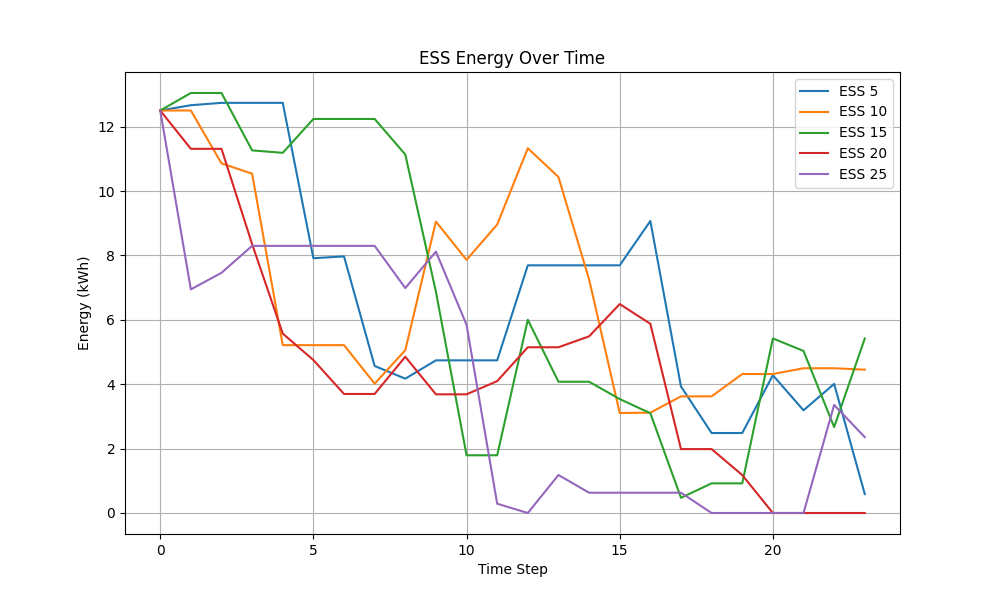 ESS Energy Over Time
ESS 5
ESS 10
ESS 15
ESS 20
ESS 25
Energy (kWh)
12
10
8
6
4
2
0
0 5 10 15 20
Time Step